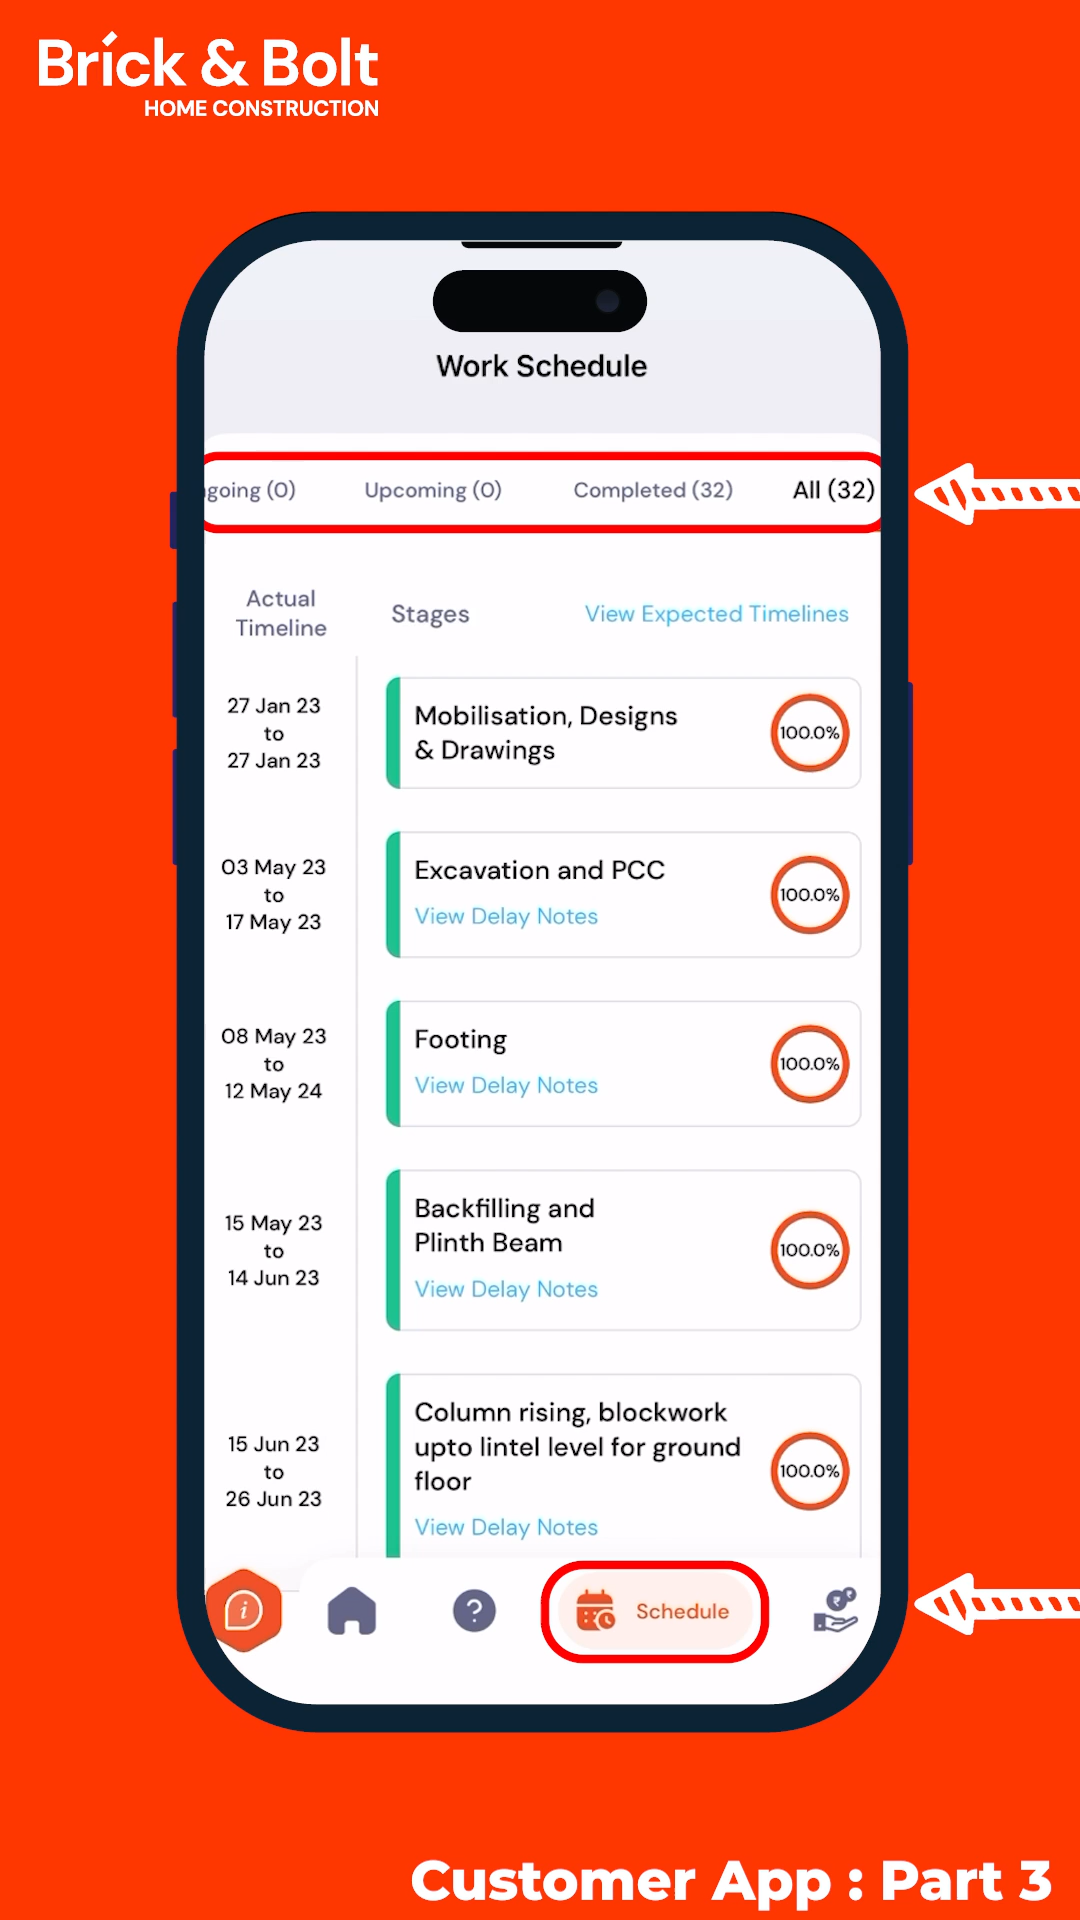 Brick & Bolt
HOME CONSTRUCTION
Work Schedule
going (0) Upcoming (0) Completed (32) All (32)
Actual
Timeline
Stages
View Expected Timelines
27 Jan 23
to
27 Jan 23
Mobilisation, Designs
& Drawings
100.0%
03 May 23
to
17 May 23
Excavation and PCC
View Delay Notes
100.0%
08 May 23
to
12 May 24
Footing
View Delay Notes
100.0%
15 May 23
to
14 Jun 23
Backfilling and
Plinth Beam
View Delay Notes
100.0%
15 Jun 23
to
26 Jun 23
Column rising, blockwork
upto lintel level for ground
floor
View Delay Notes
100.0%
Schedule
Customer App : Part 3